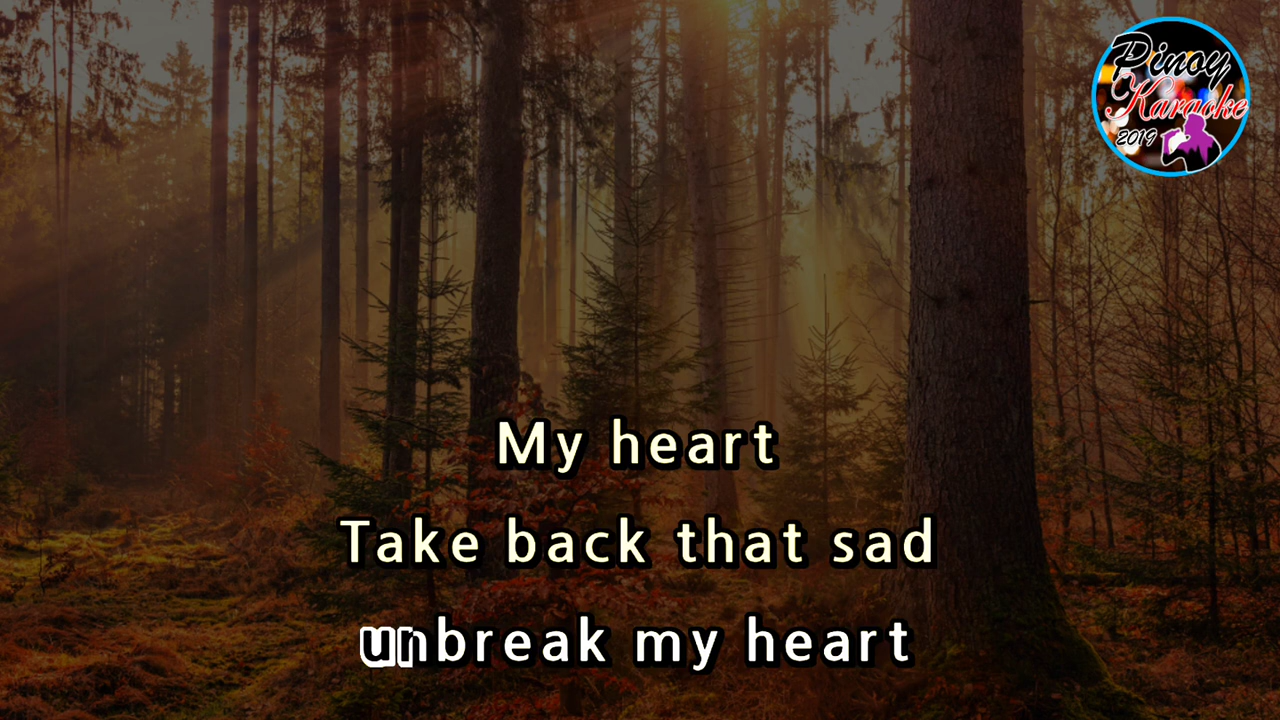 Pinoy
Karaoke
2019
My heart
Take back that sad
unbreak my heart